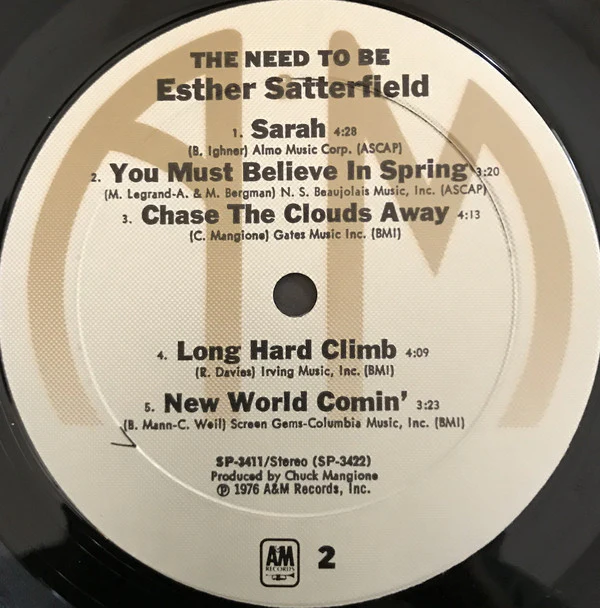 THE NEED TO BE
Esther Satterfield
1. Sarah 4:28
(B. Ighner) Almo Music Corp. (ASCAP)
2. You Must Believe In Spring 3:20
(M. Legrand-A. & M. Bergman) N. S. Beaujolais Music, Inc. (ASCAP)
3. Chase The Clouds Away 4:13
(C. Mangione) Gates Music Inc. (BMI)
4. Long Hard Climb 4:09
(R. Davies) Irving Music, Inc. (BMI)
5. New World Comin' 3:23
(B. Mann-C. Weil) Screen Gems-Columbia Music, Inc. (BMI)
SP-3411/Stereo (SP-3422)
Produced by Chuck Mangione
℗ 1976 A&M Records, Inc.
A&M
RECORDS
2